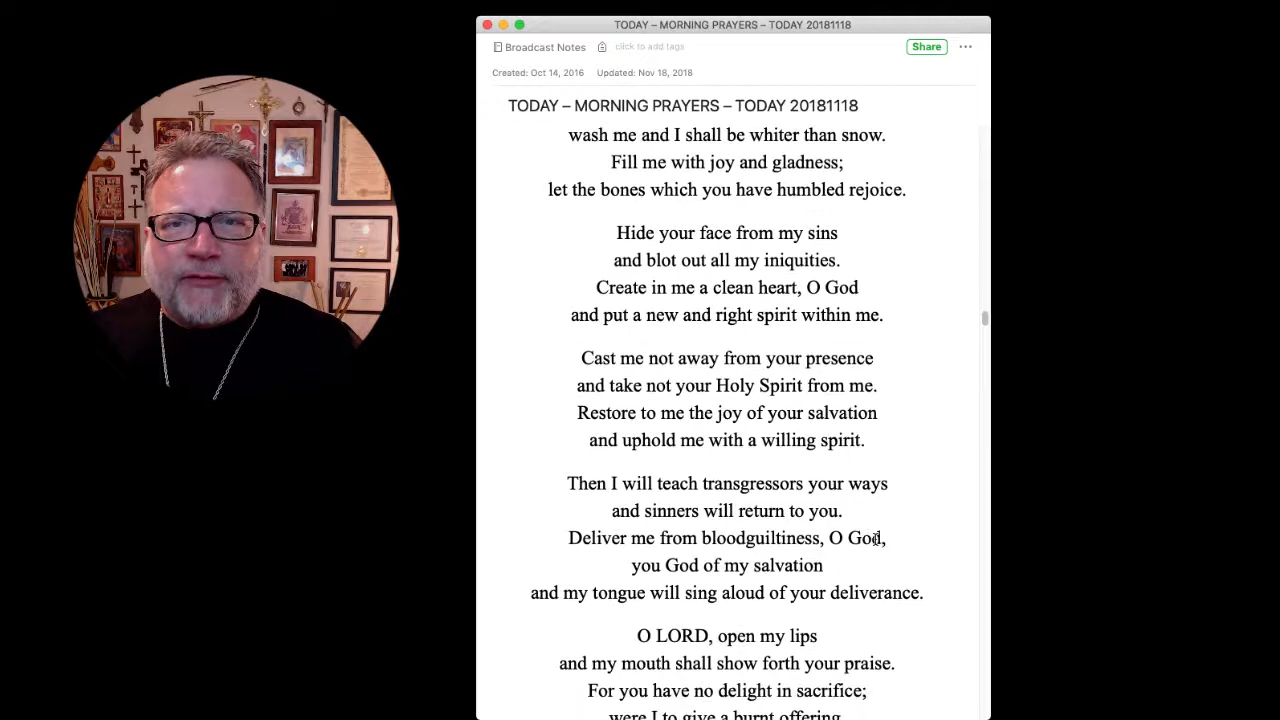 TODAY – MORNING PRAYERS – TODAY 20181118
Broadcast Notes click to add tags Share
Created: Oct 14, 2016 Updated: Nov 18, 2018
TODAY – MORNING PRAYERS – TODAY 20181118
wash me and I shall be whiter than snow.
Fill me with joy and gladness;
let the bones which you have humbled rejoice.
Hide your face from my sins
and blot out all my iniquities.
Create in me a clean heart, O God
and put a new and right spirit within me.
Cast me not away from your presence
and take not your Holy Spirit from me.
Restore to me the joy of your salvation
and uphold me with a willing spirit.
Then I will teach transgressors your ways
and sinners will return to you.
Deliver me from bloodguiltiness, O God,
you God of my salvation
and my tongue will sing aloud of your deliverance.
O LORD, open my lips
and my mouth shall show forth your praise.
For you have no delight in sacrifice;
were I to give a burnt offering